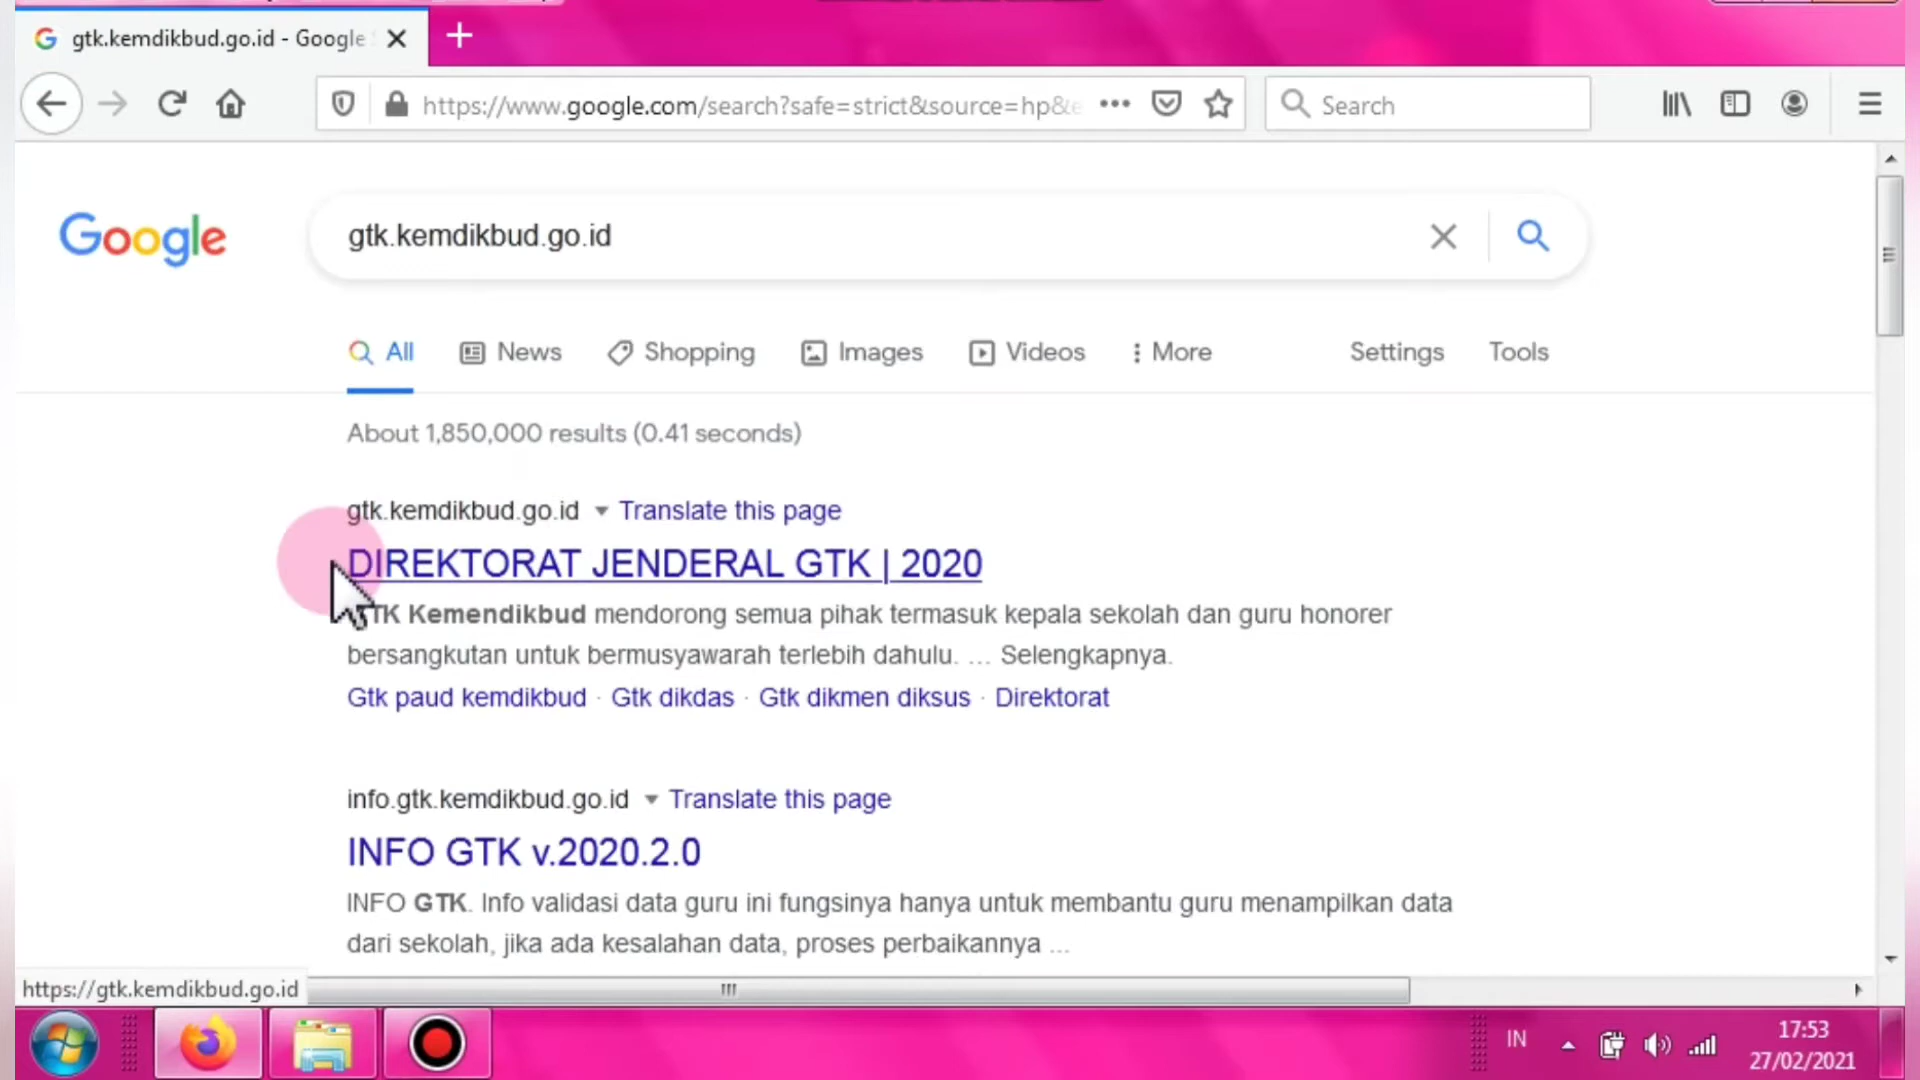 gtk.kemdikbud.go.id - Google
https://www.google.com/search?safe=strict&source=hp&e
Search
Google
gtk.kemdikbud.go.id
All
News
Shopping
Images
Videos
More
Settings
Tools
About 1,850,000 results (0.41 seconds)
gtk.kemdikbud.go.id
Translate this page
DIREKTORAT JENDERAL GTK | 2020
TK Kemendikbud mendorong semua pihak termasuk kepala sekolah dan guru honorer
bersangkutan untuk bermusyawarah terlebih dahulu. ... Selengkapnya.
Gtk paud kemdikbud · Gtk dikdas · Gtk dikmen diksus · Direktorat
info.gtk.kemdikbud.go.id
Translate this page
INFO GTK v.2020.2.0
INFO GTK. Info validasi data guru ini fungsinya hanya untuk membantu guru menampilkan data
dari sekolah, jika ada kesalahan data, proses perbaikannya ...
https://gtk.kemdikbud.go.id
IN
17:53
27/02/2021